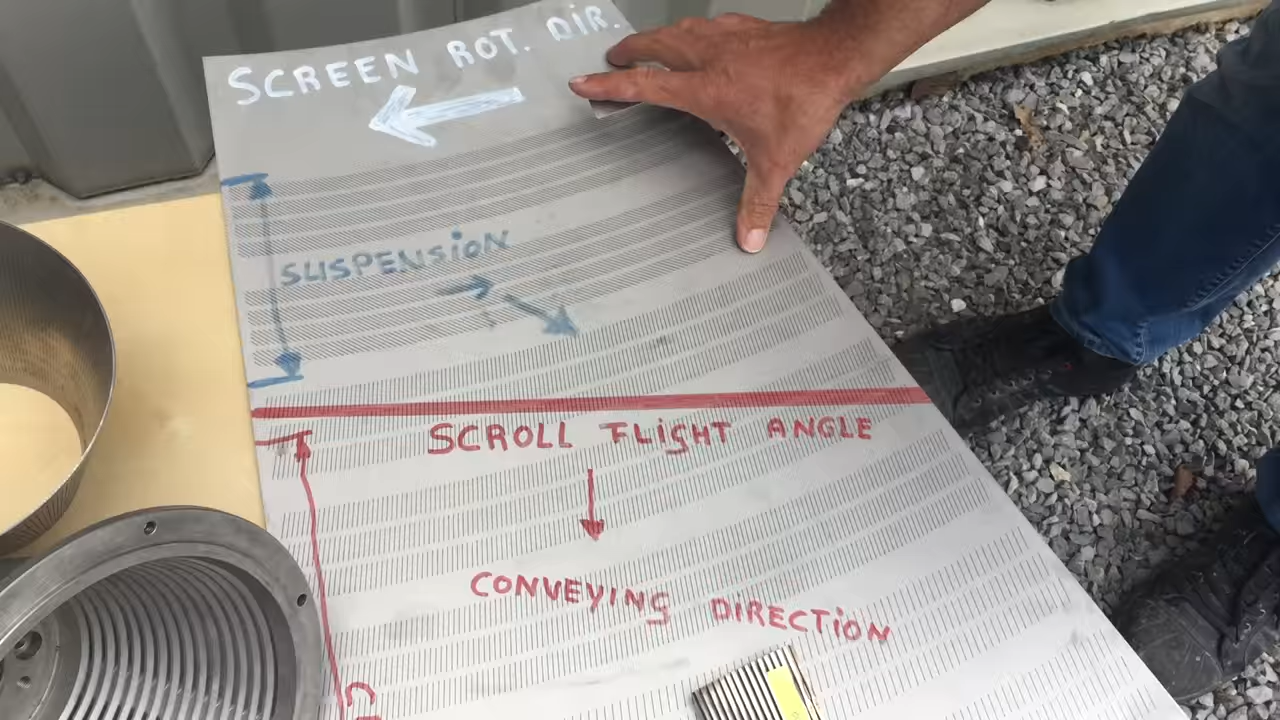 SCREEN ROT. DIR.
SUSPENSION
SCROLL FLIGHT ANGLE
CONVEYING DIRECTION